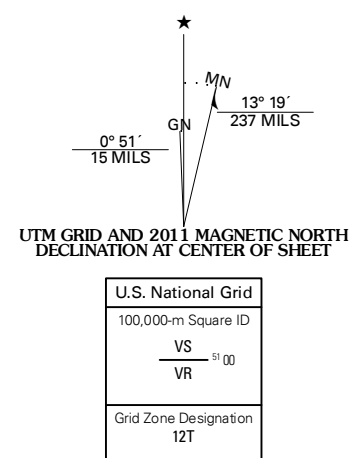 ★
MN
GN
13° 19´
237 MILS
0° 51´
15 MILS
UTM GRID AND 2011 MAGNETIC NORTH
DECLINATION AT CENTER OF SHEET
U.S. National Grid
100,000-m Square ID
VS
51 00
VR
Grid Zone Designation
12T